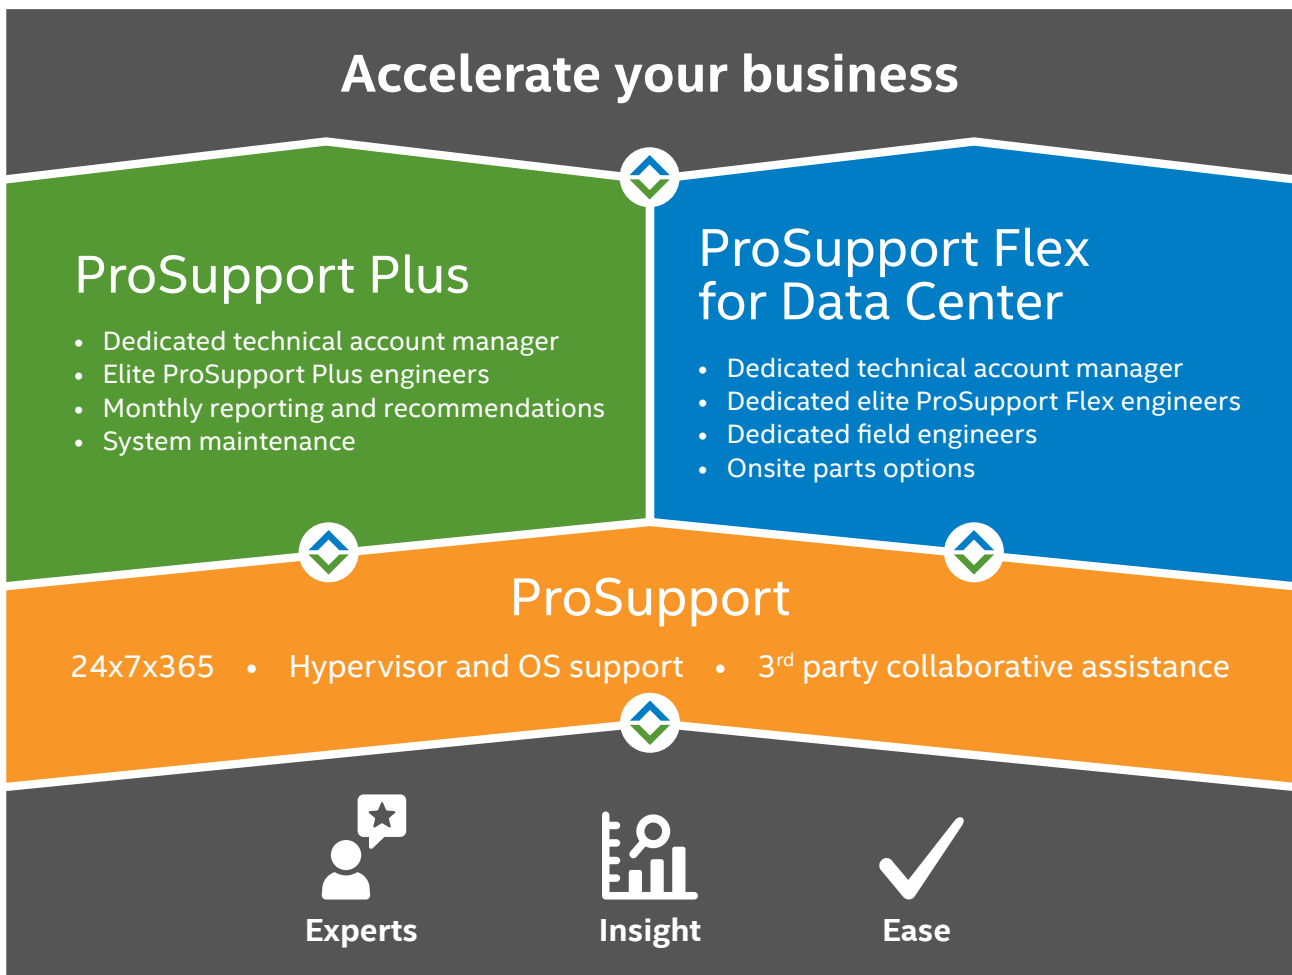 Accelerate your business
ProSupport Plus
• Dedicated technical account manager
• Elite ProSupport Plus engineers
• Monthly reporting and recommendations
• System maintenance
ProSupport Flex
for Data Center
• Dedicated technical account manager
• Dedicated elite ProSupport Flex engineers
• Dedicated field engineers
• Onsite parts options
ProSupport
24x7x365 • Hypervisor and OS support • 3rd party collaborative assistance
Experts
Insight
Ease